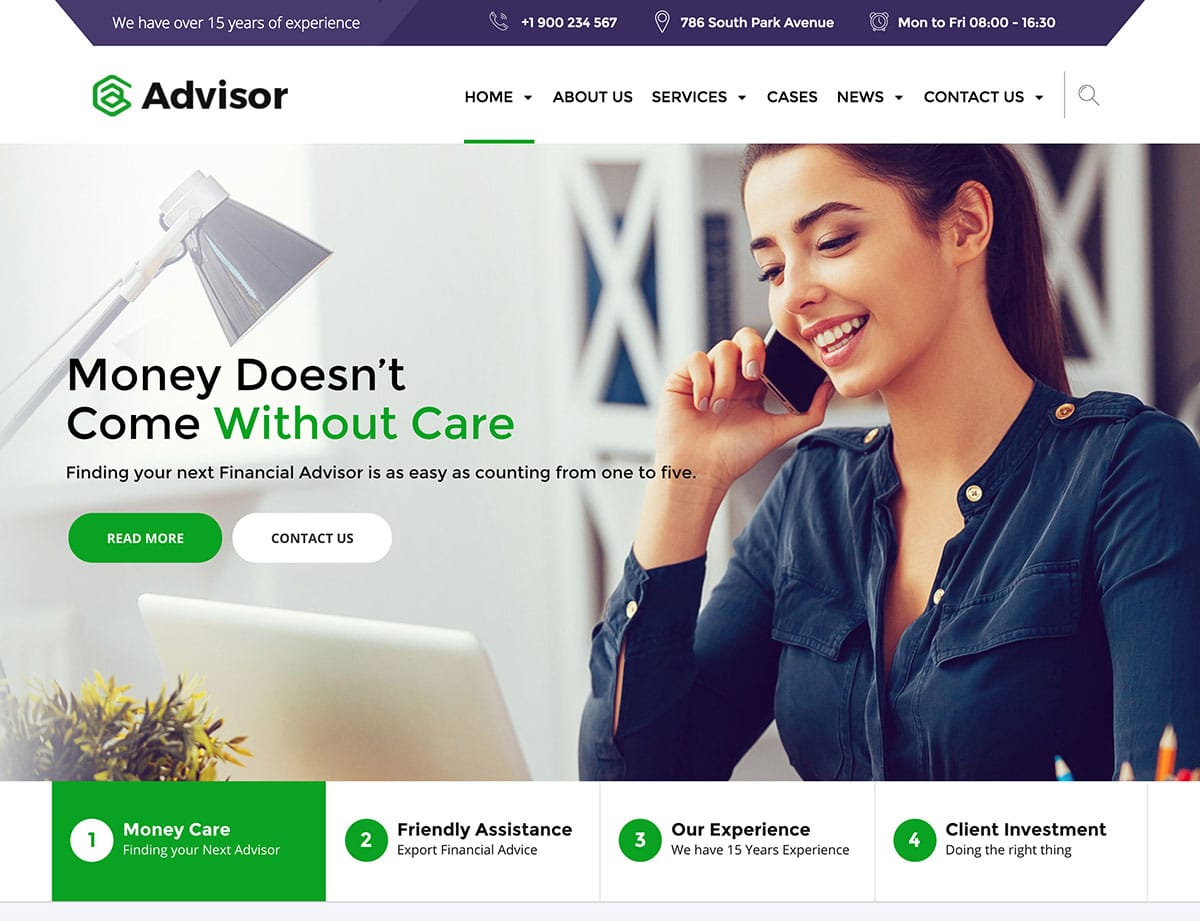 We have over 15 years of experience
+1 900 234 567
786 South Park Avenue
Mon to Fri 08:00 - 16:30
Advisor
HOME
ABOUT US
SERVICES
CASES
NEWS
CONTACT US
Money Doesn't
Come Without Care
Finding your next Financial Advisor is as easy as counting from one to five.
READ MORE
CONTACT US
1
Money Care
Finding your Next Advisor
2
Friendly Assistance
Export Financial Advice
3
Our Experience
We have 15 Years Experience
4
Client Investment
Doing the right thing